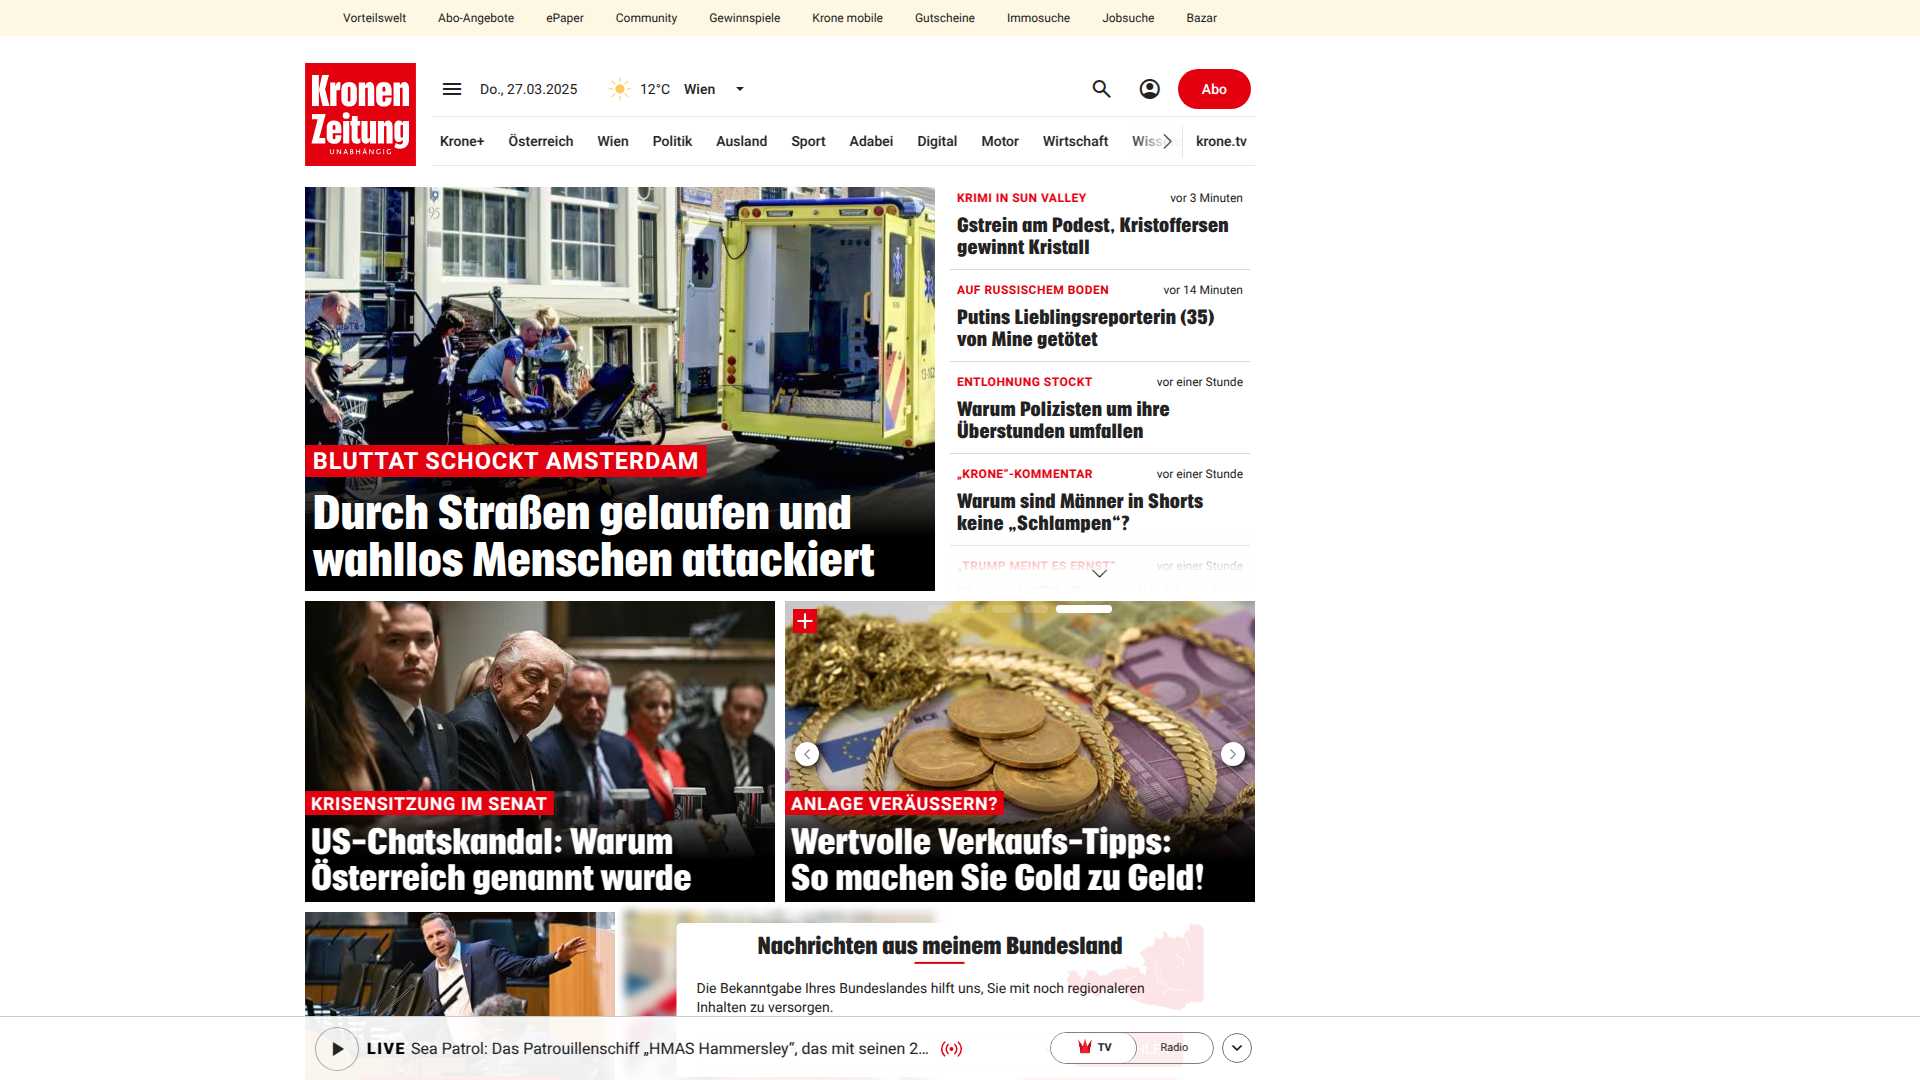 Vorteilswelt Abo-Angebote ePaper Community Gewinnspiele Krone mobile Gutscheine Immosuche Jobsuche Bazar
Kronen
Zeitung
UNABHÄNGIG
Do., 27.03.2025 12°C Wien
Abo
Krone+ Österreich Wien Politik Ausland Sport Adabei Digital Motor Wirtschaft Wiss krone.tv
95
BLUTTAT SCHOCKT AMSTERDAM
Durch Straßen gelaufen und
wahllos Menschen attackiert
KRIMI IN SUN VALLEY vor 3 Minuten
Gstrein am Podest, Kristoffersen
gewinnt Kristall
AUF RUSSISCHEM BODEN vor 14 Minuten
Putins Lieblingsreporterin (35)
von Mine getötet
ENTLOHNUNG STOCKT vor einer Stunde
Warum Polizisten um ihre
Überstunden umfallen
„KRONE“-KOMMENTAR vor einer Stunde
Warum sind Männer in Shorts
keine „Schlampen“?
„TRUMP MEINT ES ERNST“ vor einer Stunde
KRISENSITZUNG IM SENAT
US-Chatskandal: Warum
Österreich genannt wurde
ANLAGE VERÄUSSERN?
Wertvolle Verkaufs-Tipps:
So machen Sie Gold zu Geld!
Nachrichten aus meinem Bundesland
Die Bekanntgabe Ihres Bundeslandes hilft uns, Sie mit noch regionaleren
Inhalten zu versorgen.
LIVE Sea Patrol: Das Patrouillenschiff „HMAS Hammersley“, das mit seinen 2...
TV Radio